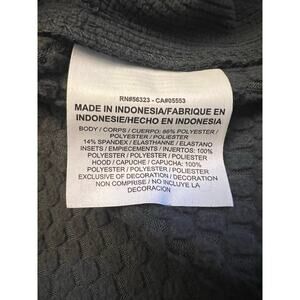 RN#56323 - CA#05553
MADE IN INDONESIA/FABRIQUE EN
INDONESIE/HECHO EN INDONESIA
BODY / CORPS / CUERPO: 86% POLYESTER /
POLYESTER / POLIESTER
14% SPANDEX / ELASTHANNE / ELASTANO
INSETS / EMPIECEMENTS / INJERTOS: 100%
POLYESTER / POLYESTER / POLIESTER
HOOD / CAPUCHE / CAPUCHA: 100%
POLYESTER / POLYESTER / POLIESTER
EXCLUSIVE OF DECORATION / DECORATION
NON COMPRISE / NO INCLUYE LA
DECORACION